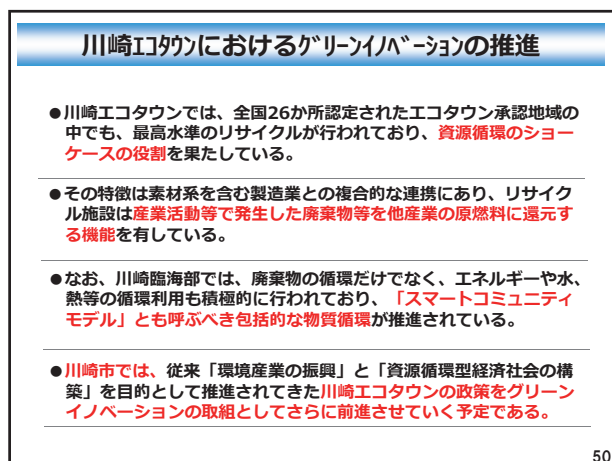 川崎ｴｺﾀｳﾝにおけるｸﾞﾘｰﾝｲﾉﾍﾞｰｼｮﾝの推進
●川崎エコタウンでは、全国26か所認定されたエコタウン承認地域の
中でも、最高水準のリサイクルが行われており、資源循環のショー
ケースの役割を果たしている。
●その特徴は素材系を含む製造業との複合的な連携にあり、リサイク
ル施設は産業活動等で発生した廃棄物等を他産業の原燃料に還元す
る機能を有している。
●なお、川崎臨海部では、廃棄物の循環だけでなく、エネルギーや水、
熱等の循環利用も積極的に行われており、「スマートコミュニティ
モデル」とも呼ぶべき包括的な物質循環が推進されている。
●川崎市では、従来「環境産業の振興」と「資源循環型経済社会の構
築」を目的として推進されてきた川崎エコタウンの政策をグリーン
イノベーションの取組としてさらに前進させていく予定である。
50